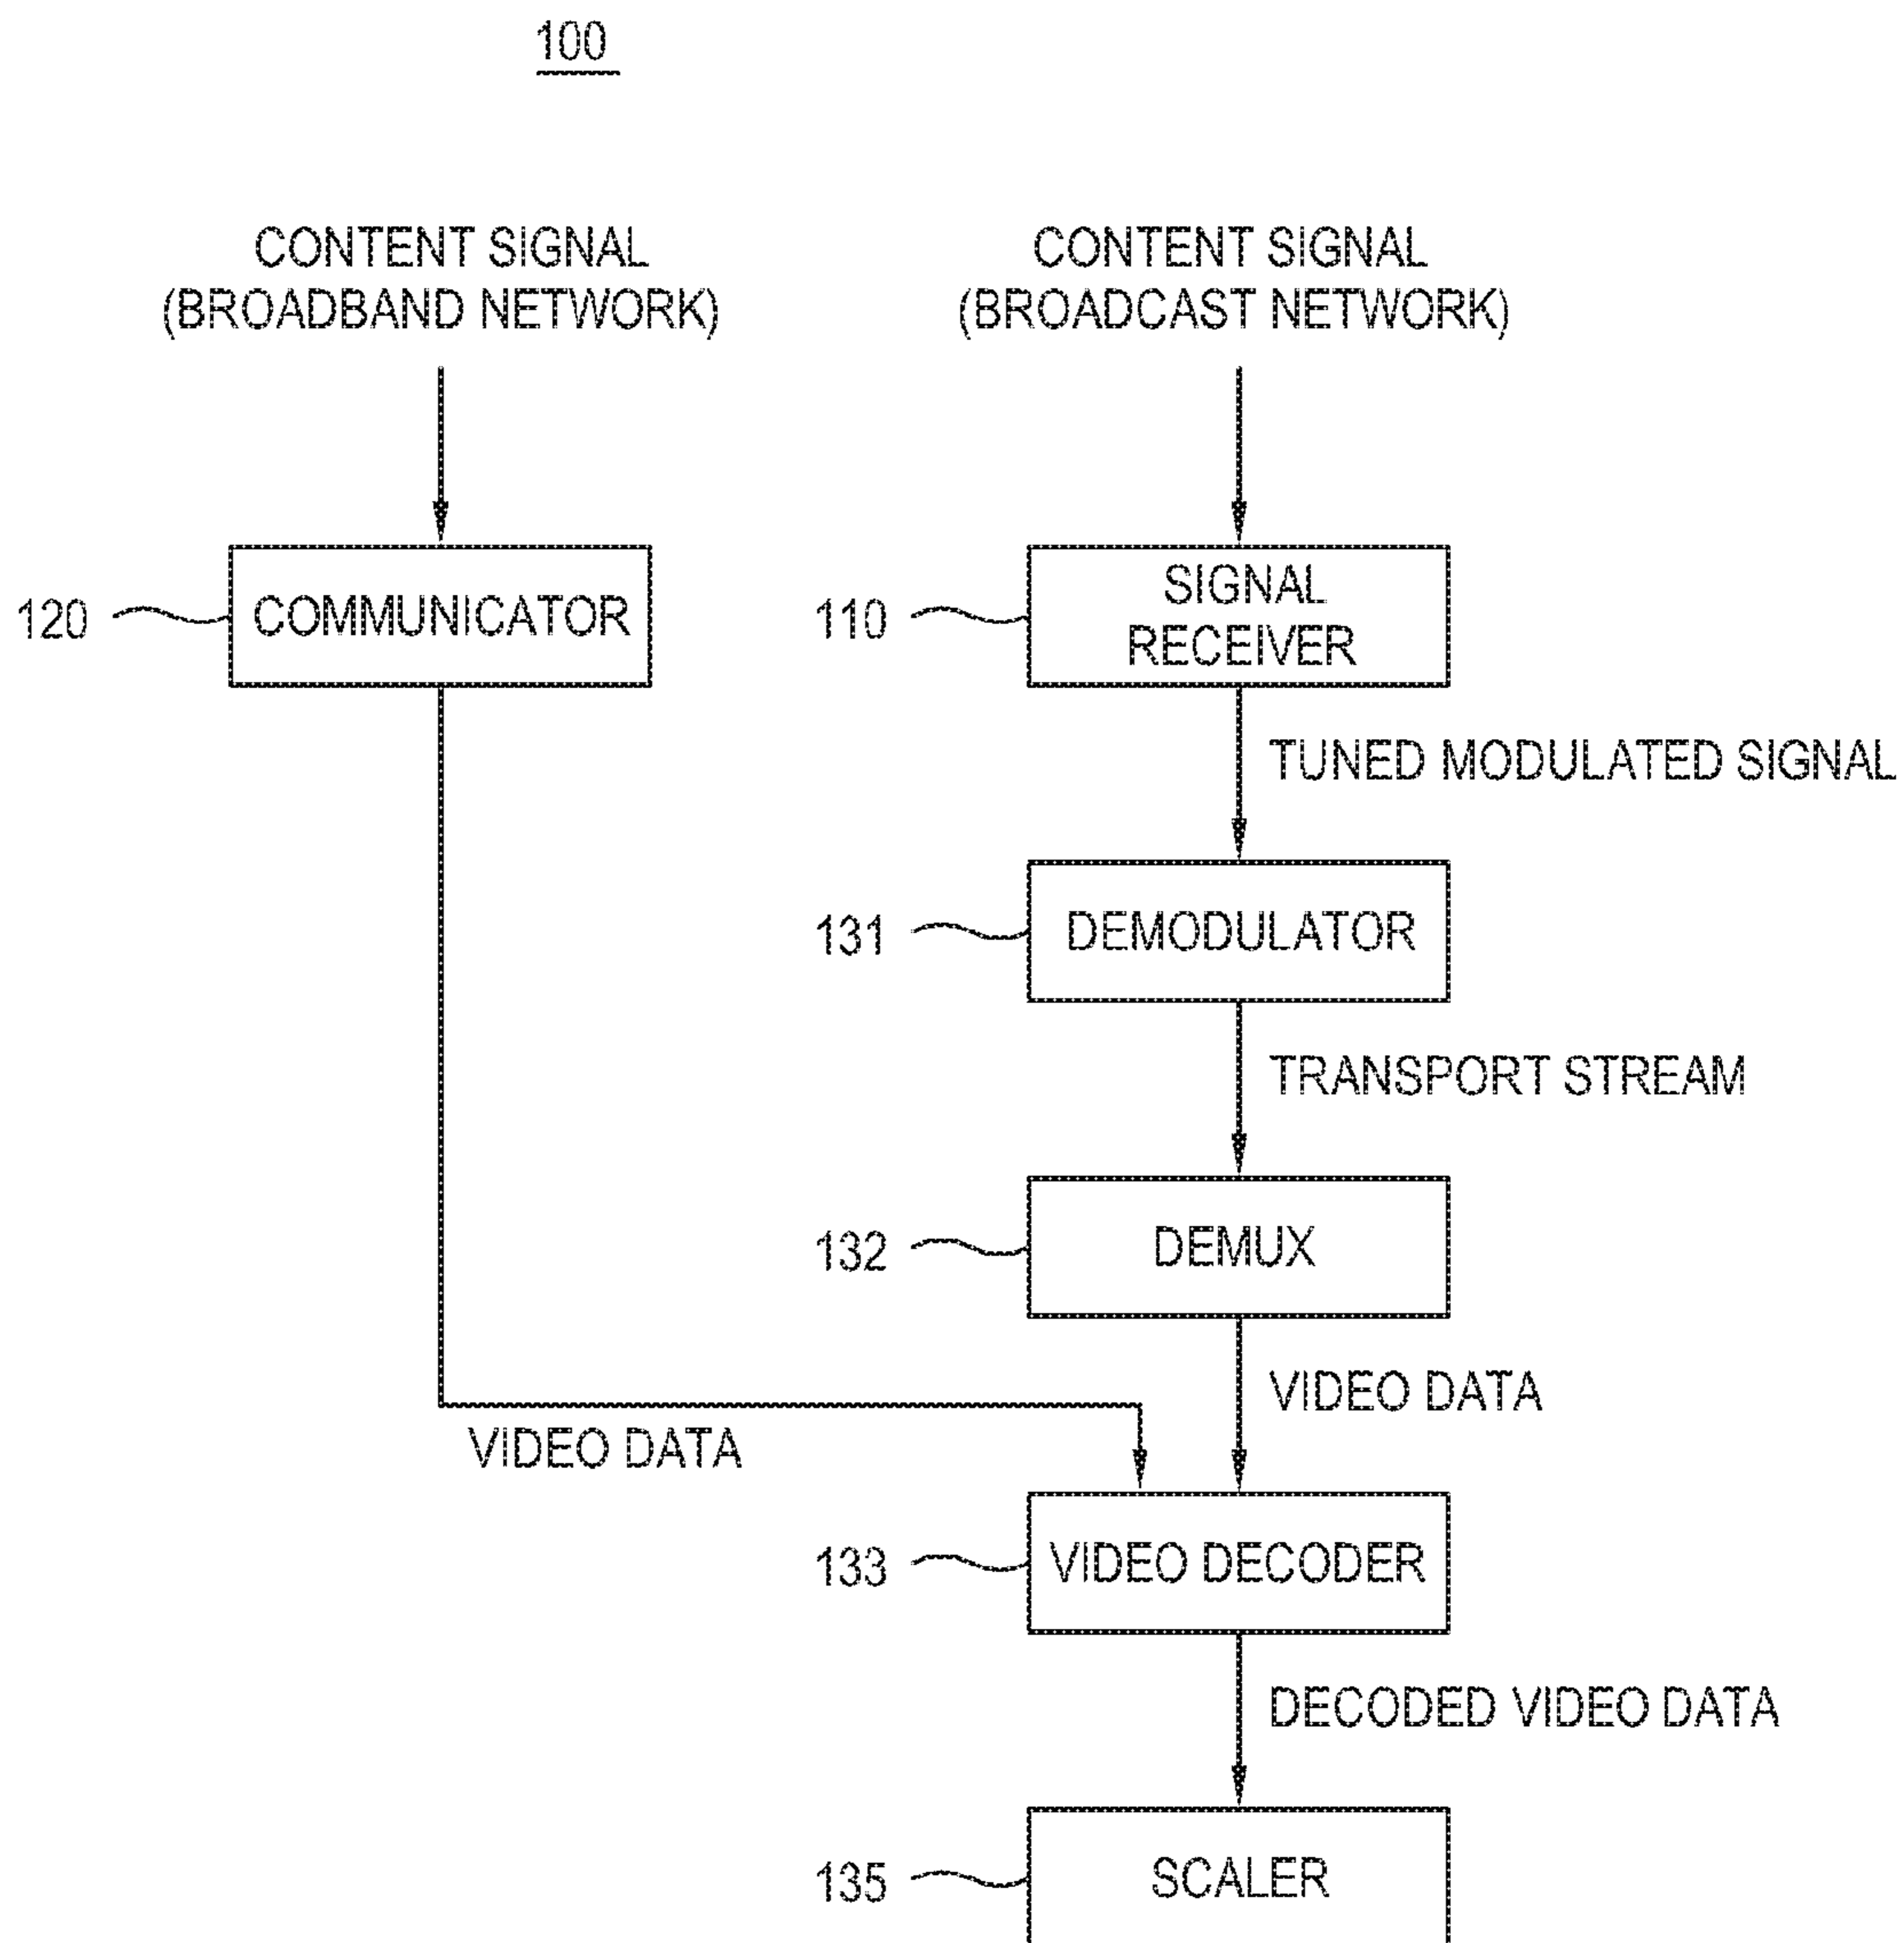 100
CONTENT SIGNAL
(BROADBAND NETWORK)
CONTENT SIGNAL
(BROADCAST NETWORK)
120
COMMUNICATOR
110
SIGNAL
RECEIVER
TUNED MODULATED SIGNAL
131
DEMODULATOR
TRANSPORT STREAM
132
DEMUX
VIDEO DATA
VIDEO DATA
133
VIDEO DECODER
DECODED VIDEO DATA
135
SCALER